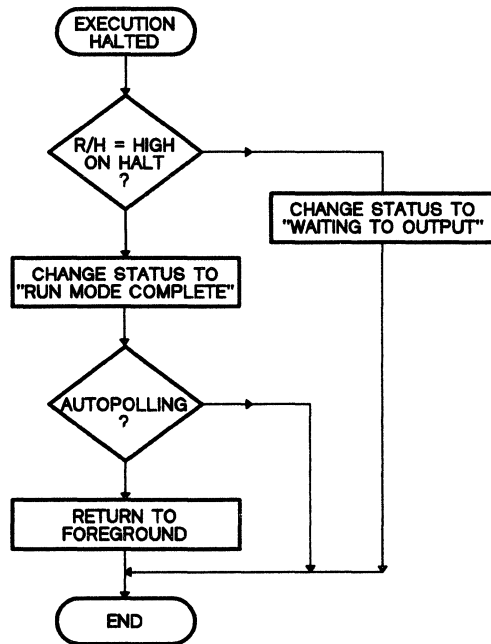 EXECUTION
HALTED
R/H = HIGH
ON HALT
?
CHANGE STATUS TO
"WAITING TO OUTPUT"
CHANGE STATUS TO
"RUN MODE COMPLETE"
AUTOPOLLING
?
RETURN TO
FOREGROUND
END